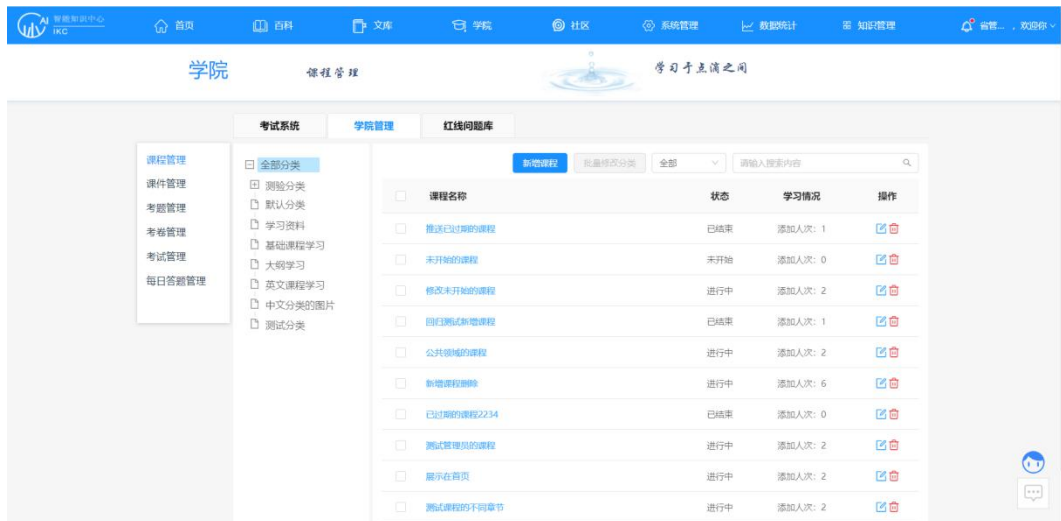 AI 智能知识中心
IKC
首页
百科
文库
学院
社区
系统管理
数据统计
知识管理
省管... , 欢迎你
学院
课程管理
学习于点滴之间
考试系统
学院管理
红线问题库
课程管理
课件管理
考题管理
考卷管理
考试管理
每日答题管理
全部分类
测验分类
默认分类
学习资料
基础课程学习
大纲学习
英文课程学习
中文分类的图片
测试分类
新增课程
批量修改分类
全部
请输入搜索内容
课程名称 状态 学习情况 操作
推送已过期的课程 已结束 添加人次: 1
未开始的课程 未开始 添加人次: 0
修改未开始的课程 进行中 添加人次: 2
回归测试新增课程 已结束 添加人次: 1
公共领域的课程 进行中 添加人次: 2
新增课程删除 进行中 添加人次: 6
已过期的课程2234 已结束 添加人次: 0
测试管理员的课程 进行中 添加人次: 2
展示在首页 进行中 添加人次: 2
测试课程的不同章节 进行中 添加人次: 2